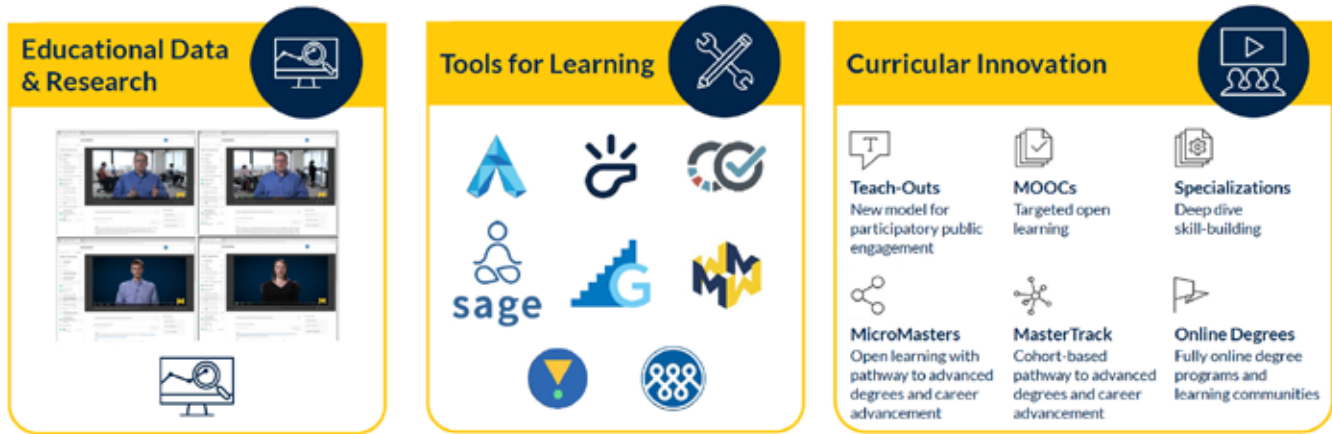 Educational Data
& Research
Tools for Learning
sage
G
Curricular Innovation
T
Teach-Outs
New model for
participatory public
engagement
MOOCs
Targeted open
learning
Specializations
Deep dive
skill-building
MicroMasters
Open learning with
pathway to advanced
degrees and career
advancement
MasterTrack
Cohort-based
pathway to advanced
degrees and career
advancement
Online Degrees
Fully online degree
programs and
learning communities